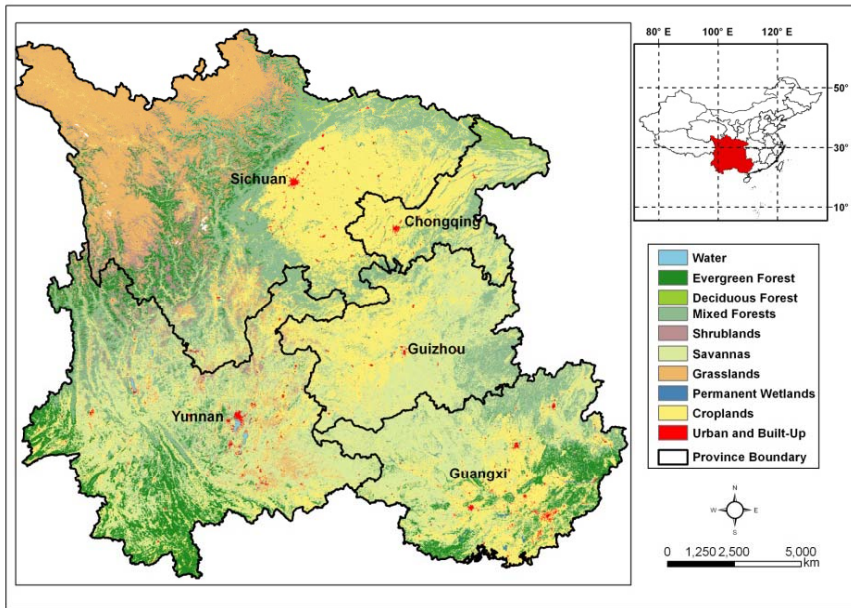 80° E 100° E 120° E
50°
30°
10°
Sichuan
Chongqing
Guizhou
Yunnan
Guangxi
Water
Evergreen Forest
Deciduous Forest
Mixed Forests
Shrublands
Savannas
Grasslands
Permanent Wetlands
Croplands
Urban and Built-Up
Province Boundary
N
W E
S
0 1,250 2,500 5,000
km